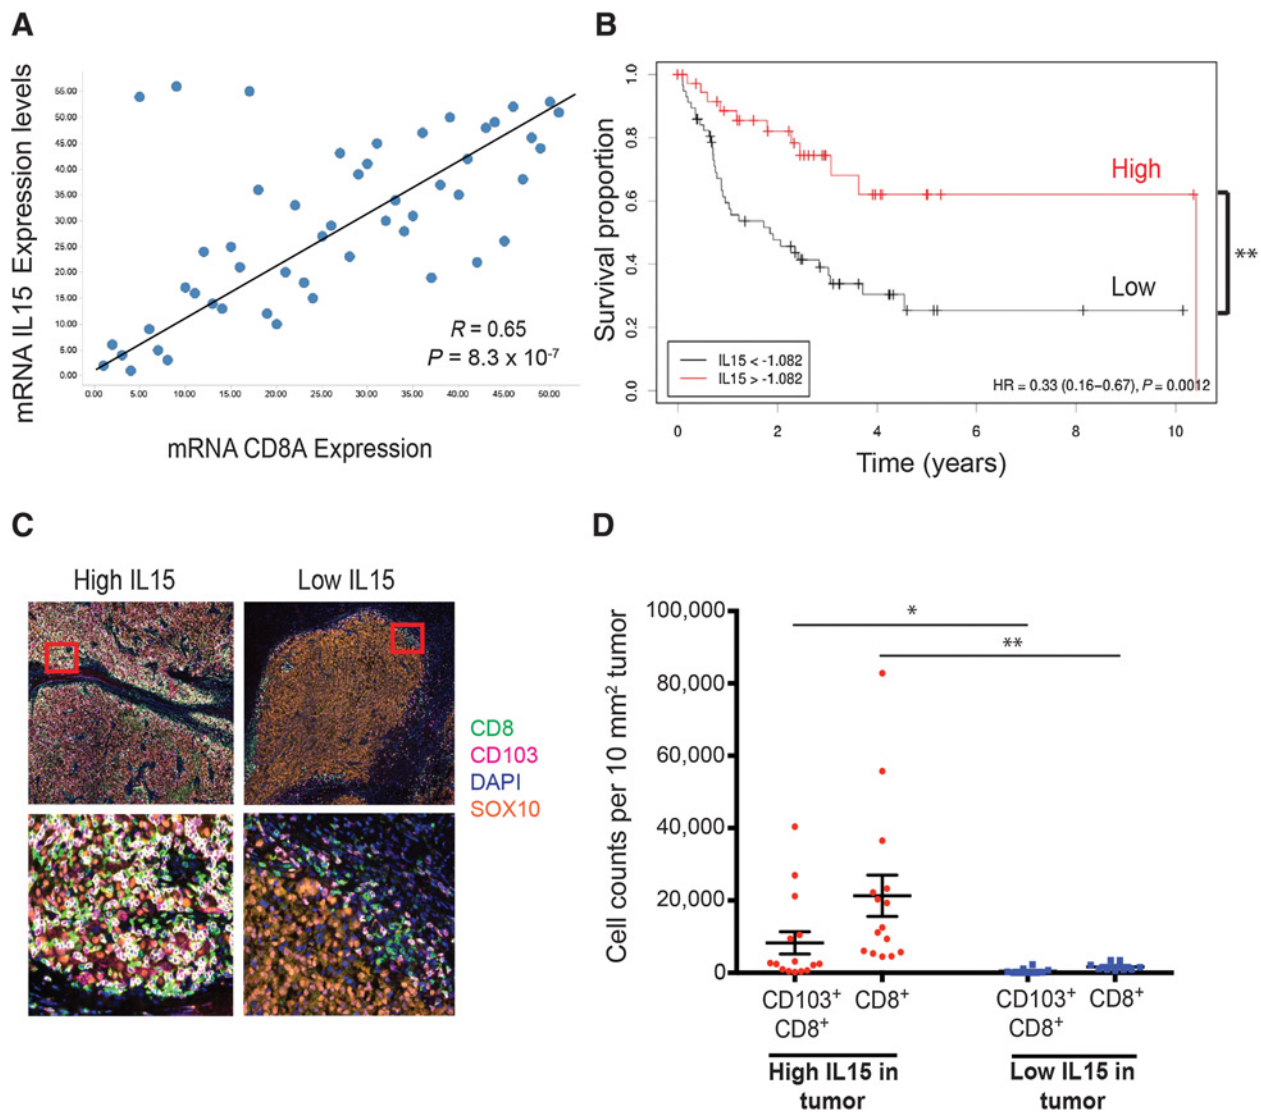 A
mRNA IL15 Expression levels
55.00
50.00
45.00
40.00
35.00
30.00
25.00
20.00
15.00
10.00
5.00
0.00
R = 0.65
P = 8.3 x 10⁻⁷
0.00 5.00 10.00 15.00 20.00 25.00 30.00 35.00 40.00 45.00 50.00
mRNA CD8A Expression
B
Survival proportion
1.0
0.8
0.6
0.4
0.2
0.0
High
Low
**
IL15 < -1.082
IL15 > -1.082
HR = 0.33 (0.16–0.67), P = 0.0012
0 2 4 6 8 10
Time (years)
C
High IL15 Low IL15
CD8
CD103
DAPI
SOX10
D
Cell counts per 10 mm² tumor
100,000
80,000
60,000
40,000
20,000
0
*
**
CD103⁺ CD8⁺ CD103⁺ CD8⁺
CD8⁺ CD8⁺
High IL15 in Low IL15 in
tumor tumor